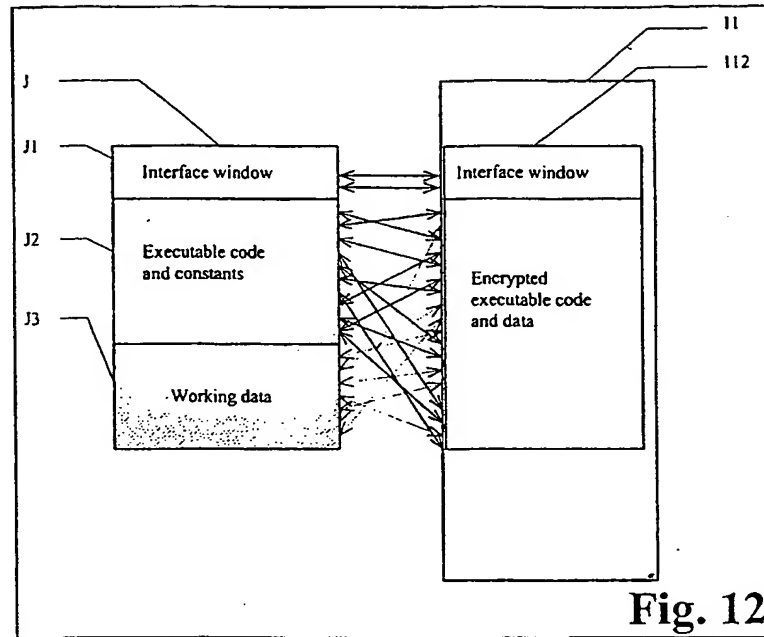 11
J
112
J1
Interface window
Interface window
J2
Executable code
and constants
Encrypted
executable code
and data
J3
Working data
Fig. 12